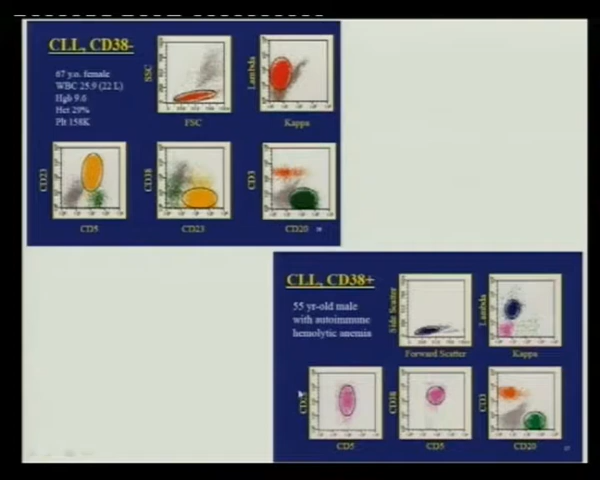 CLL, CD38-
67 y.o. female
WBC 25.9 (22 L)
Hgb 9.6
Hct 29%
Plt 158K
SSC
FSC
Lambda
Kappa
CD23
CD5
CD38
CD23
CD3
CD20
CLL, CD38+
55 yr-old male
with autoimmune
hemolytic anemia
Side Scatter
Forward Scatter
Lambda
Kappa
CD5
CD38
CD5
CD3
CD20